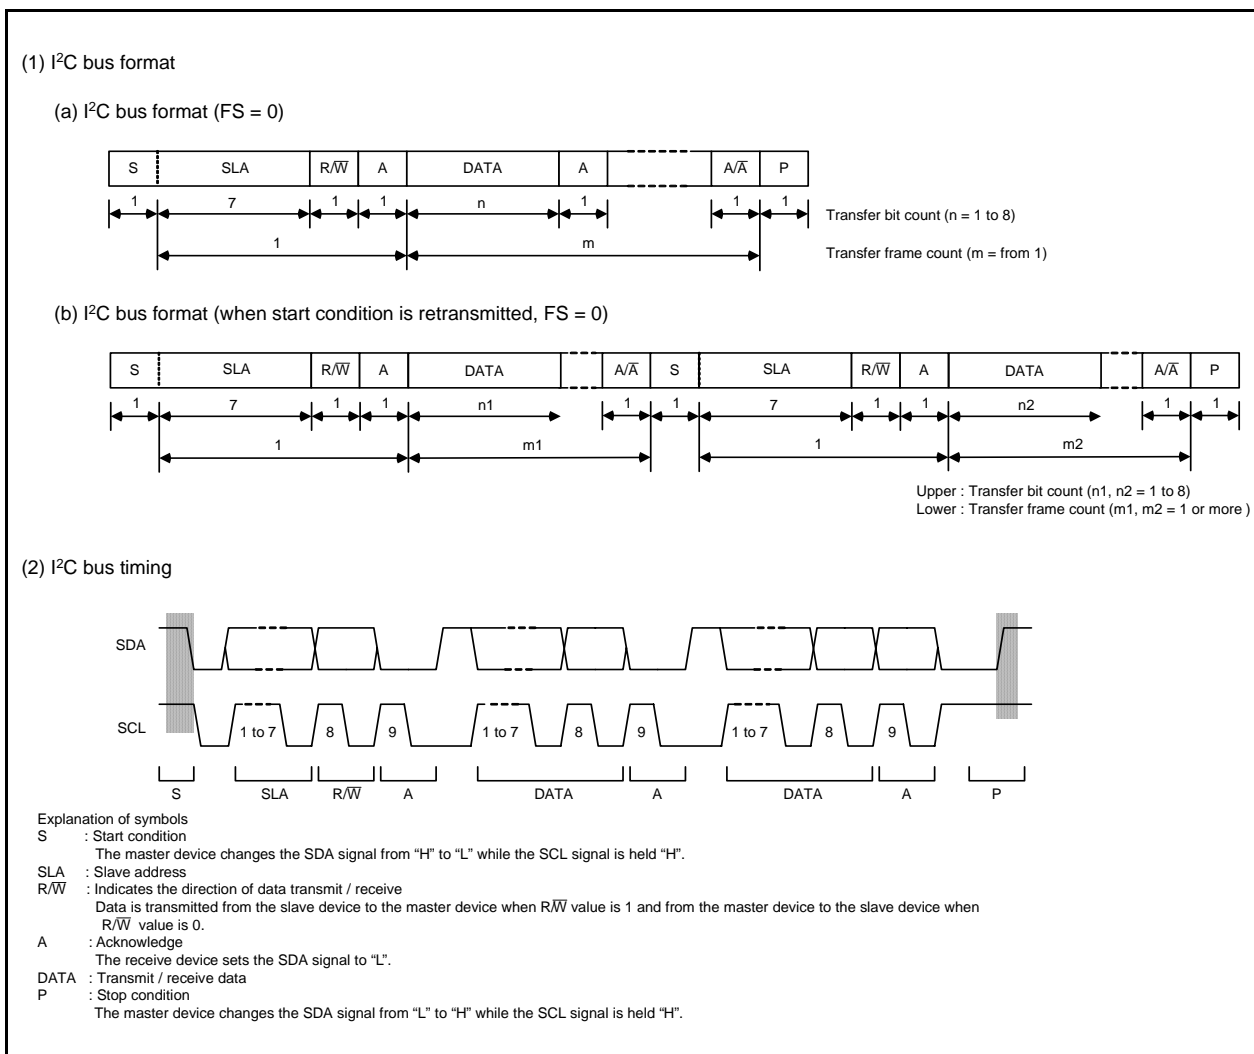 (1) I²C bus format
(a) I²C bus format (FS = 0)
S SLA R/W̅ A DATA A A/A̅ P
1 7 1 1 n 1 1 1
Transfer bit count (n = 1 to 8)
1 m
Transfer frame count (m = from 1)
(b) I²C bus format (when start condition is retransmitted, FS = 0)
S SLA R/W̅ A DATA A/A̅ S SLA R/W̅ A DATA A/A̅ P
1 7 1 1 n1 1 1 7 1 1 n2 1 1
1 m1 1 m2
Upper : Transfer bit count (n1, n2 = 1 to 8)
Lower : Transfer frame count (m1, m2 = 1 or more )
(2) I²C bus timing
SDA
SCL 1 to 7 8 9 1 to 7 8 9 1 to 7 8 9
S SLA R/W̅ A DATA A DATA A P
Explanation of symbols
S : Start condition
The master device changes the SDA signal from “H” to “L” while the SCL signal is held “H”.
SLA : Slave address
R/W̅ : Indicates the direction of data transmit / receive
Data is transmitted from the slave device to the master device when R/W̅ value is 1 and from the master device to the slave device when
R/W̅ value is 0.
A : Acknowledge
The receive device sets the SDA signal to “L”.
DATA : Transmit / receive data
P : Stop condition
The master device changes the SDA signal from “L” to “H” while the SCL signal is held “H”.